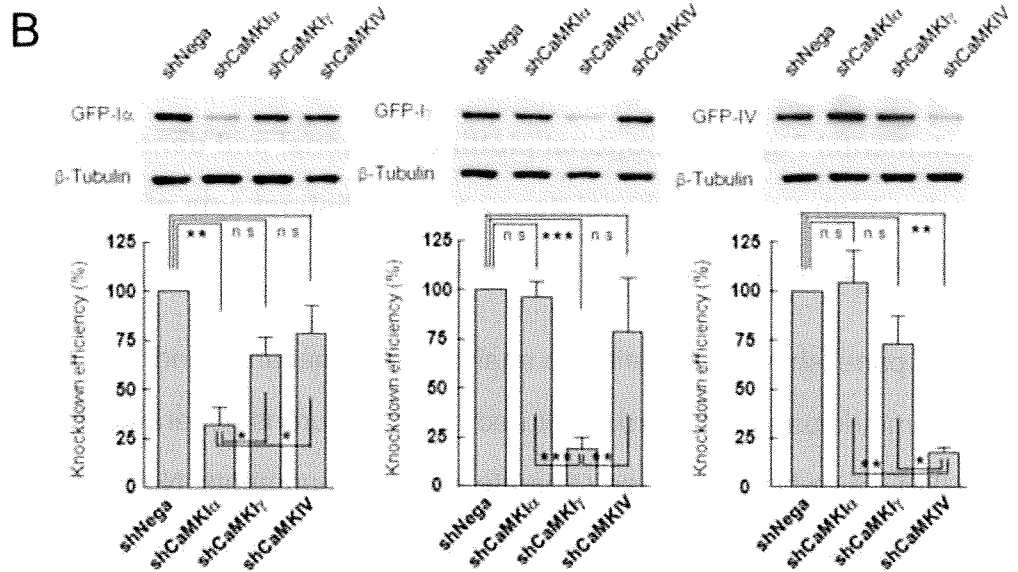 B
shNega shCaMKIα shCaMKIγ shCaMKIV
GFP-Iα
β-Tubulin
** n s n s
125
100
75
50
25
0
Knockdown efficiency (%)
* *
shNega shCaMKIα shCaMKIγ shCaMKIV
shNega shCaMKIα shCaMKIγ shCaMKIV
GFP-Iγ
β-Tubulin
n s *** n s
125
100
75
50
25
0
Knockdown efficiency (%)
shNega shCaMKIα shCaMKIγ shCaMKIV
shNega shCaMKIα shCaMKIγ shCaMKIV
GFP-IV
β-Tubulin
n s n s **
125
100
75
50
25
0
Knockdown efficiency (%)
** *
shNega shCaMKIα shCaMKIγ shCaMKIV